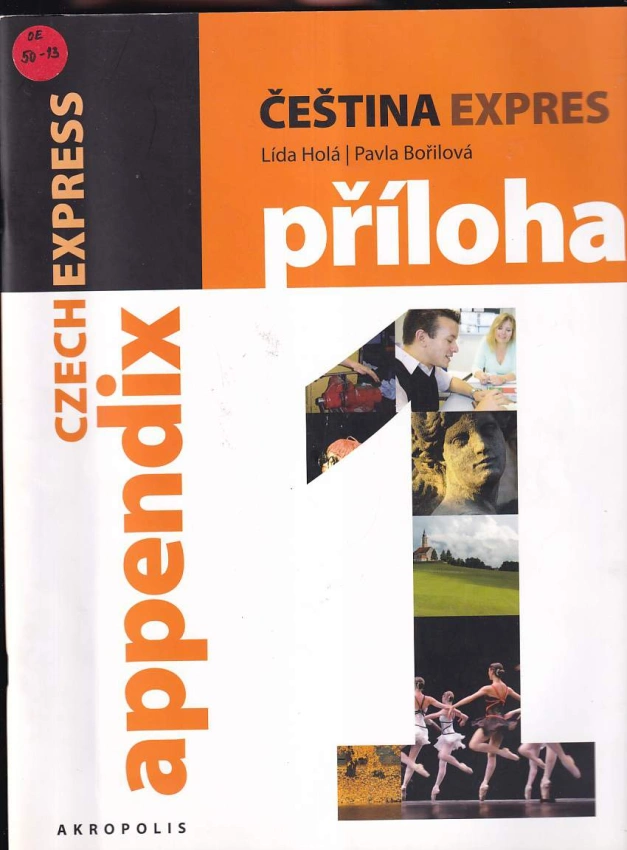 OE
50-13
ČEŠTINA EXPRES
Lída Holá | Pavla Bořilová
příloha
CZECH EXPRESS
appendix
1
AKROPOLIS